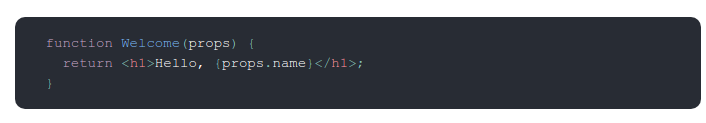 function Welcome(props) {
  return <h1>Hello, {props.name}</h1>;
}